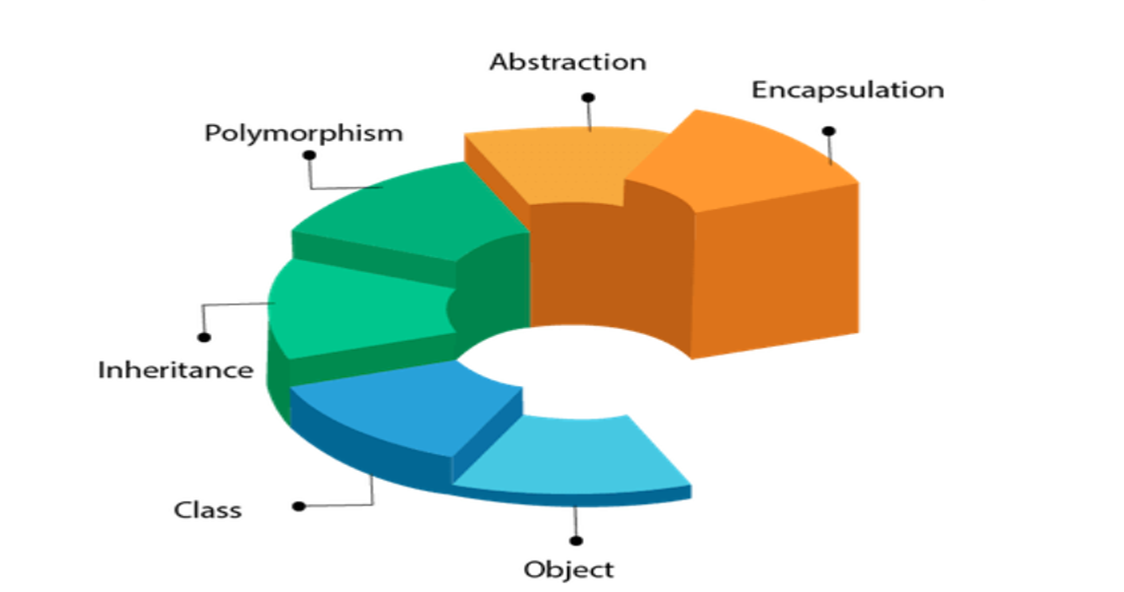 Abstraction
Encapsulation
Polymorphism
Inheritance
Class
Object